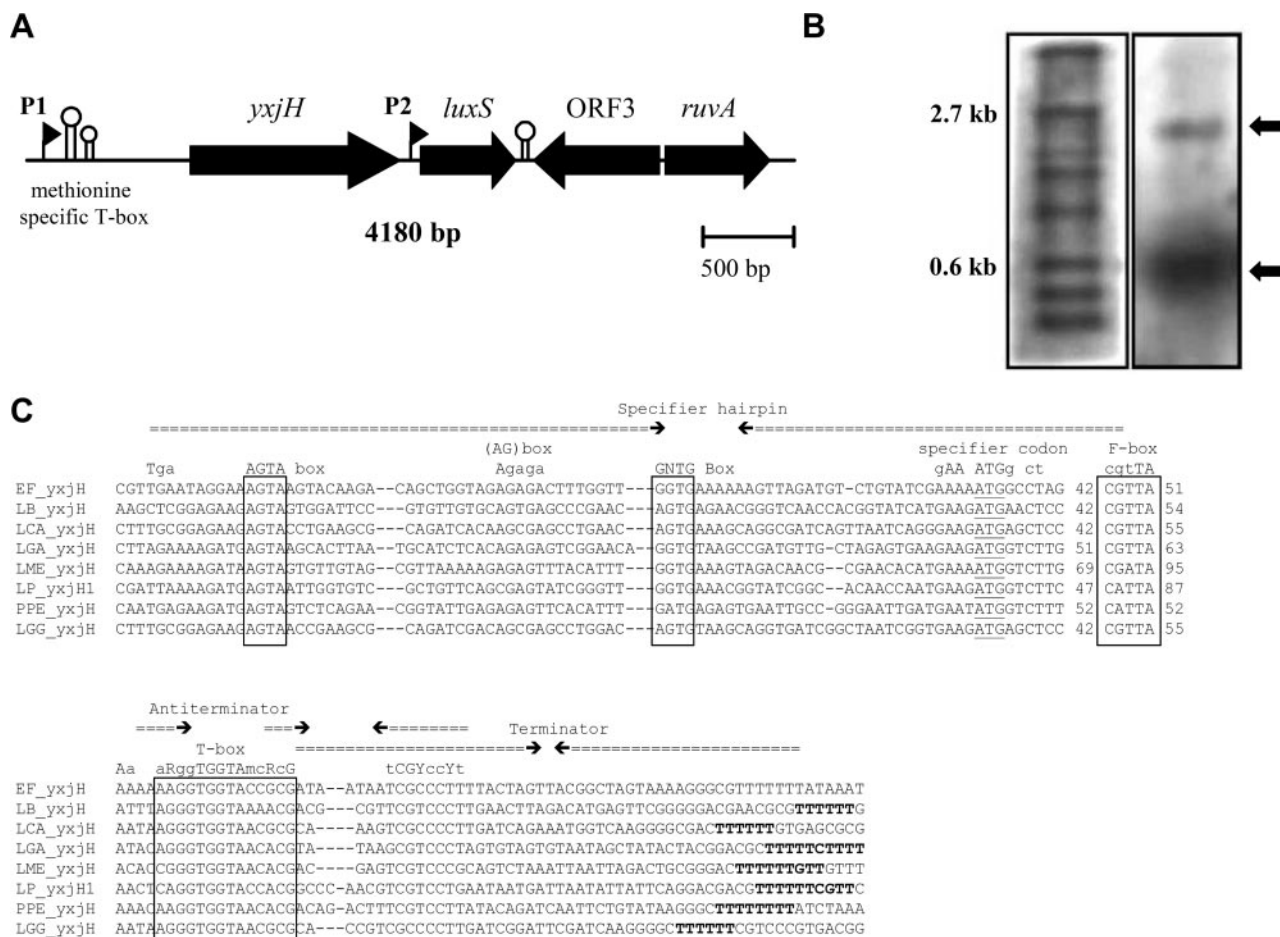 A
B
P1
yxjH
P2
luxS
ORF3
ruvA
methionine
specific T-box
4180 bp
500 bp
2.7 kb
0.6 kb
C
Specifier hairpin
(AG)box specifier codon F-box
Tga AGTA box Agaga GNTG Box gAA ATGg ct cgtTA
EF_yxjH CGTTGAATAGGAAAGTAAGTACAAGA--CAGCTGGTAGAGAGACTTTGGTT---GGTGAAAAAAGTTAGATGT-CTGTATCGAAAAATGGCCTAG 42 CGTTA 51
LB_yxjH AAGCTCGGAGAAGAGTAGTGGATTCC---GTGTTGTGCAGTGAGCCCGAAC---AGTGAGAACGGGTCAACCACGGTATCATGAAGATGAACTCC 42 CGTTA 54
LCA_yxjH CTTTGCGGAGAAGAGTACCTGAAGCG---CAGATCACAAGCGAGCCTGGAC---AGTGAAAGCAGGCGATCAGTTAATCAGGGAAGATGAGCTCC 42 CGTTA 55
LGA_yxjH CTTAGAAAAGATGAGTAAGCACTTAA--TGCATCTCACAGAGAGTCGGAACA--GGTGTAAGCCGATGTTG-CTAGAGTGAAGAAGATGGTCTTG 51 CGTTA 63
LME_yxjH CAAAGAAAAGATAAGTAGTGTTGTAG---CGTTAAAAAGAGAGTTTACATTT---GGTGAAAGTAGACAACG--CGAACACATGAAAATGGTCTTG 69 CGATA 95
LP_yxjH1 CGATTAAAAGATGAGTAATTGGTGTC---GCTGTTCAGCGAGTATCGGGTT---GGTGAAACGGTATCGGC--ACAACCAATGAAGATGGTCTTC 47 CATTA 87
PPE_yxjH CAATGAGAAGATGAGTAGTCTCAGAA---CGGTATTGAGAGAGTTCACATTT---GATGAGAGTGAATTGCC--GGGAATTGATGAATATGGTCTTT 52 CATTA 52
LGG_yxjH CTTTGCGGAGAAGAGTAACCGAAGCG---CAGATCGACAGCGAGCCTGGAC---AGTGTAAGCAGGTGATCGGCTAATCGGTGAAGATGAGCTCC 42 CGTTA 55
Antiterminator
Terminator
T-box
Aa aRggTGGTAmcRcG tCGYccYt
EF_yxjH AAAAAAGGTGGTACCGCGATA--ATAATCGCCCTTTTACTAGTTACGGCTAGTAAAAGGGCGTTTTTTTATAAAT
LB_yxjH ATTTAGGGTGGTAAAACGACG---CGTTCGTCCCTTGAACTTAGACATGAGTTCGGGGGACGAACGCGTTTTTTG
LCA_yxjH AATAAGGGTGGTAACGCGCA----AAGTCGCCCCTTGATCAGAAATGGTCAAGGGGCGACTTTTTTGTGAGCGCG
LGA_yxjH ATACAGGGTGGTAACACGTA----TAAGCGTCCCTAGTGTAGTGTAATAGCTATACTACGGACGCTTTTTCTTTT
LME_yxjH ACACCGGGTGGTAACACGAC----GAGTCGTCCCGCAGTCTAAATTAATTAGACTGCGGGACTTTTTTGTTGTTT
LP_yxjH1 AACTCAGGTGGTACCACGGCCC-AACGTCGTCCTGAATAATGATTAATATTATTCAGGACGACGTTTTTTCGTTC
PPE_yxjH AAACAAGGTGGTAACACGACAG-ACTTTCGTCCTTATACAGATCAATTCTGTATAAGGGCTTTTTTTTATCTAAA
LGG_yxjH AATAAGGGTGGTAACGCGCA---CCGTCGCCCCTTGATCGGATTCGATCAAGGGGCTTTTTTCGTCCCGTGACGG